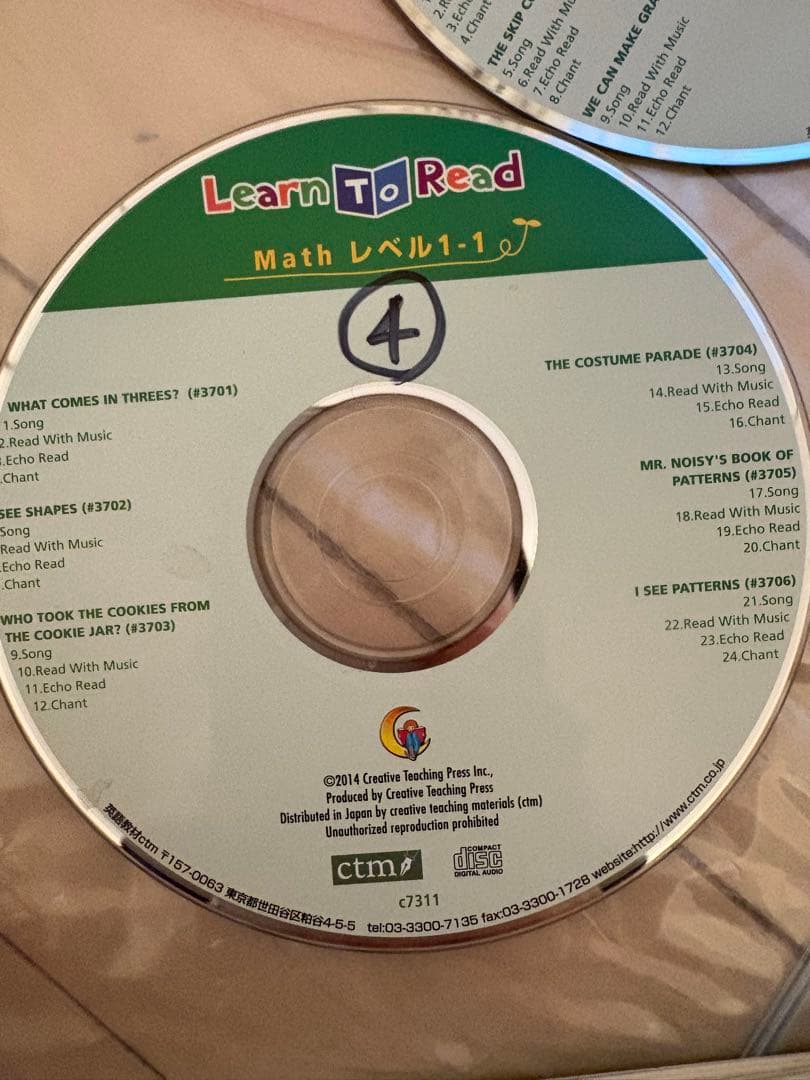 3.Echo
4.Chant
THE SKIP
5.Song
6.Read With
7.Echo Read
8.Chant
WE CAN MAKE
9.Song
10.Read With Music
11.Echo Read
12.Chant
Learn To Read
Math レベル1-1
4
WHAT COMES IN THREES? (#3701)
1.Song
2.Read With Music
.Echo Read
.Chant
SEE SHAPES (#3702)
Song
Read With Music
Echo Read
.Chant
WHO TOOK THE COOKIES FROM
THE COOKIE JAR? (#3703)
9.Song
10.Read With Music
11.Echo Read
12.Chant
THE COSTUME PARADE (#3704)
13.Song
14.Read With Music
15.Echo Read
16.Chant
MR. NOISY'S BOOK OF
PATTERNS (#3705)
17.Song
18.Read With Music
19.Echo Read
20.Chant
I SEE PATTERNS (#3706)
21.Song
22.Read With Music
23.Echo Read
24.Chant
©2014 Creative Teaching Press Inc.,
Produced by Creative Teaching Press
Distributed in Japan by creative teaching materials (ctm)
Unauthorized reproduction prohibited
ctm
COMPACT
disc
DIGITAL AUDIO
c7311
英語教材ctm 〒157-0063 東京都世田谷区粕谷4-5-5 tel:03-3300-7135 fax:03-3300-1728 website:http://www.ctm.co.jp